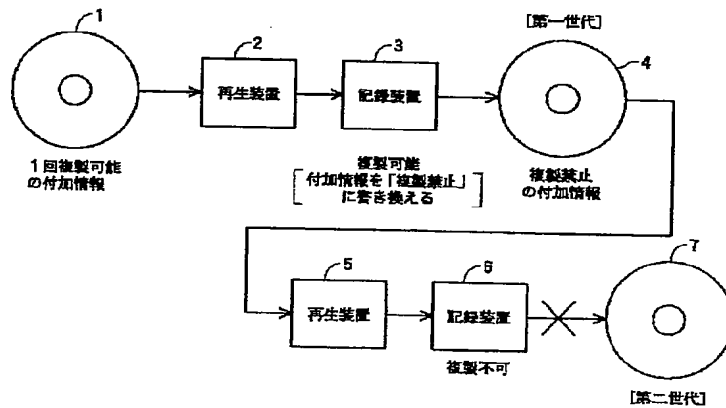 [第一世代]
1
2
3
4
再生装置
記録装置
1回複製可能
の付加情報
複製可能
付加情報を「複製禁止」
に書き換える
複製禁止
の付加情報
5
6
7
再生装置
記録装置
複製不可
[第二世代]